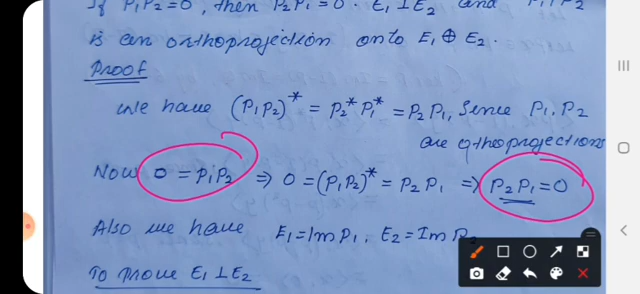 If P₁P₂=0, then P₂P₁=0. E₁⊥E₂ and
is an orthoprojection onto E₁ ⊕ E₂.
Proof
We have (P₁P₂)* = P₂* P₁* = P₂P₁, since P₁, P₂
are orthoprojections
Now 0 = P₁P₂ ⇒ 0 = (P₁P₂)* = P₂P₁ ⇒ P₂P₁ = 0
Also we have E₁ = Im P₁, E₂ = Im P₂
To prove E₁⊥E₂